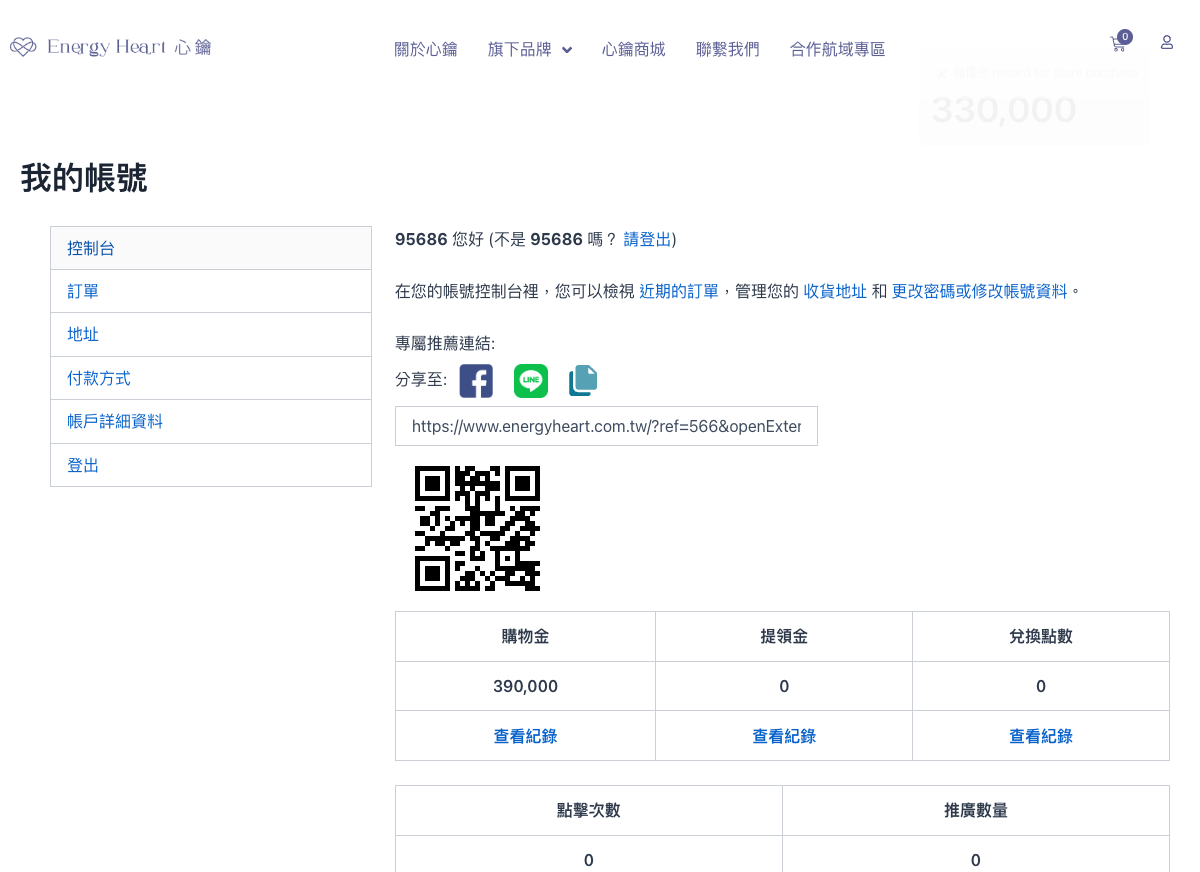 Energy Heart 心鑰
關於心鑰 旗下品牌 心鑰商城 聯繫我們 合作航域專區
0
330,000
我的帳號
控制台
訂單
地址
付款方式
帳戶詳細資料
登出
95686 您好 (不是 95686 嗎？ 請登出)
在您的帳號控制台裡，您可以檢視 近期的訂單，管理您的 收貨地址 和 更改密碼或修改帳號資料。
專屬推薦連結:
分享至:
LINE
https://www.energyheart.com.tw/?ref=566&openExter
購物金 提領金 兌換點數
390,000 0 0
查看紀錄 查看紀錄 查看紀錄
點擊次數 推廣數量
0 0